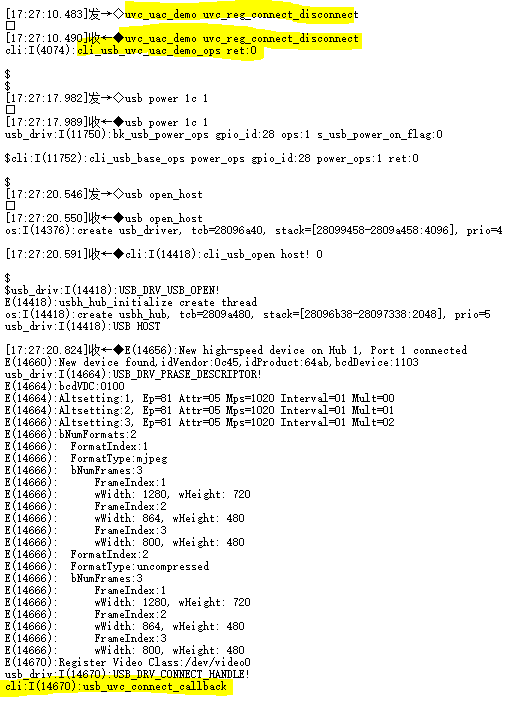 [17:27:10.483]发→◇uvc_uac_demo uvc_reg_connect_disconnect
□
[17:27:10.490]收←◆uvc_uac_demo uvc_reg_connect_disconnect
cli:I(4074):cli_usb_uvc_uac_demo_ops ret:0
$
$
[17:27:17.982]发→◇usb power 1c 1
□
[17:27:17.989]收←◆usb power 1c 1
usb_driv:I(11750):bk_usb_power_ops gpio_id:28 ops:1 s_usb_power_on_flag:0
$cli:I(11752):cli_usb_base_ops power_ops gpio_id:28 power_ops:1 ret:0
$
[17:27:20.546]发→◇usb open_host
□
[17:27:20.550]收←◆usb open_host
os:I(14376):create usb_driver, tcb=28096a40, stack=[28099458-2809a458:4096], prio=4
[17:27:20.591]收←◆cli:I(14418):cli_usb_open host! 0
$
$usb_driv:I(14418):USB_DRV_USB_OPEN!
E(14418):usbh_hub_initialize create thread
os:I(14418):create usbh_hub, tcb=2809a480, stack=[28096b38-28097338:2048], prio=5
usb_driv:I(14418):USB HOST
[17:27:20.824]收←◆E(14656):New high-speed device on Hub 1, Port 1 connected
E(14660):New device found,idVendor:0c45,idProduct:64ab,bcdDevice:1103
usb_driv:I(14664):USB_DRV_PRASE_DESCRIPTOR!
E(14664):bcdVDC:0100
E(14664):Altsetting:1, Ep=81 Attr=05 Mps=1020 Interval=01 Mult=00
E(14664):Altsetting:2, Ep=81 Attr=05 Mps=1020 Interval=01 Mult=01
E(14666):Altsetting:3, Ep=81 Attr=05 Mps=1020 Interval=01 Mult=02
E(14666):bNumFormats:2
E(14666):  FormatIndex:1
E(14666):  FormatType:mjpeg
E(14666):  bNumFrames:3
E(14666):      FrameIndex:1
E(14666):      wWidth: 1280, wHeight: 720
E(14666):      FrameIndex:2
E(14666):      wWidth: 864, wHeight: 480
E(14666):      FrameIndex:3
E(14666):      wWidth: 800, wHeight: 480
E(14666):  FormatIndex:2
E(14666):  FormatType:uncompressed
E(14666):  bNumFrames:3
E(14666):      FrameIndex:1
E(14666):      wWidth: 1280, wHeight: 720
E(14666):      FrameIndex:2
E(14666):      wWidth: 864, wHeight: 480
E(14666):      FrameIndex:3
E(14666):      wWidth: 800, wHeight: 480
E(14670):Register Video Class:/dev/video0
usb_driv:I(14670):USB_DRV_CONNECT_HANDLE!
cli:I(14670):usb_uvc_connect_callback